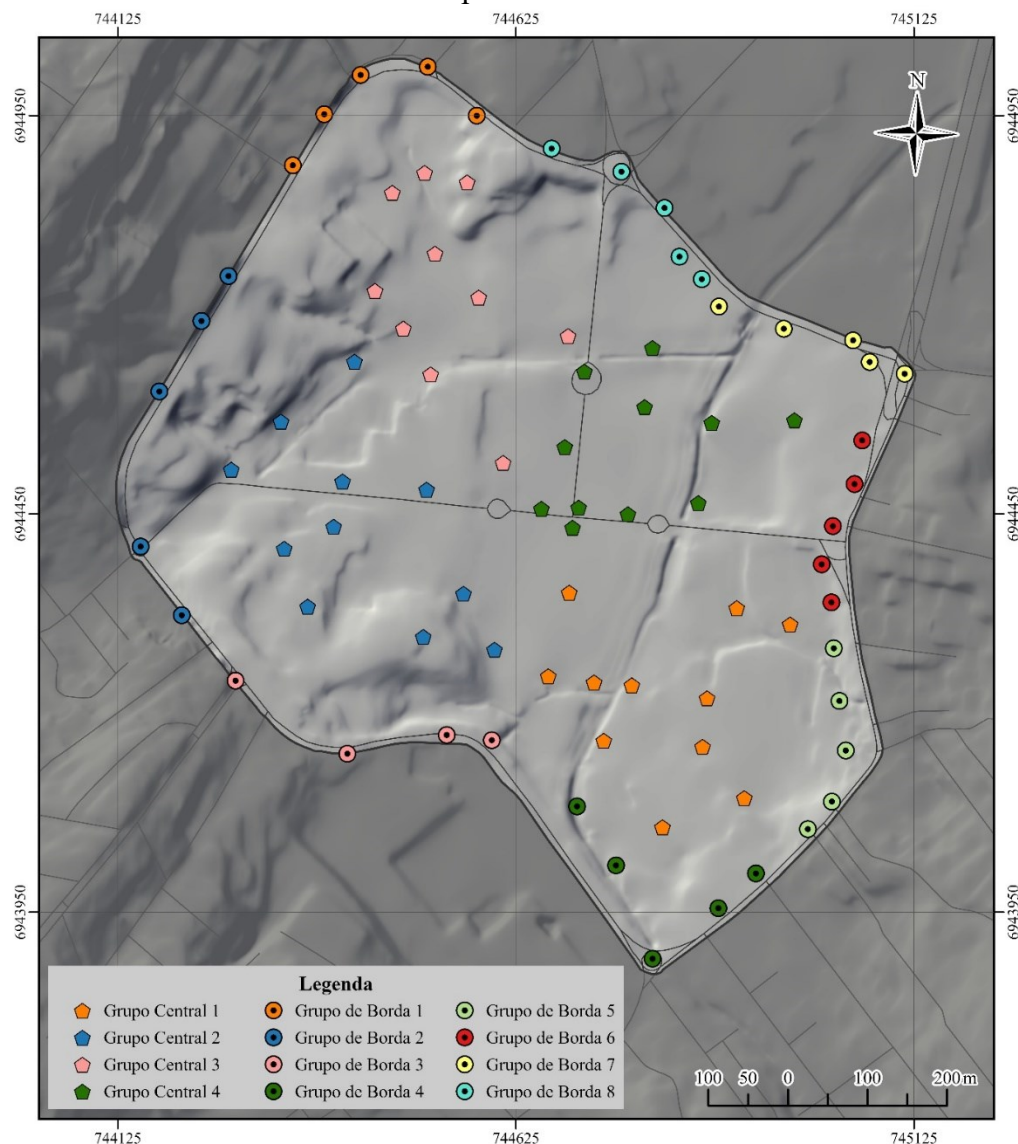 744125 744625 745125
N
6944950 6944950
6944450 6944450
6943950 6943950
Legenda
Grupo Central 1 Grupo de Borda 1 Grupo de Borda 5
Grupo Central 2 Grupo de Borda 2 Grupo de Borda 6
Grupo Central 3 Grupo de Borda 3 Grupo de Borda 7
Grupo Central 4 Grupo de Borda 4 Grupo de Borda 8
100 50 0 100 200 m
744125 744625 745125